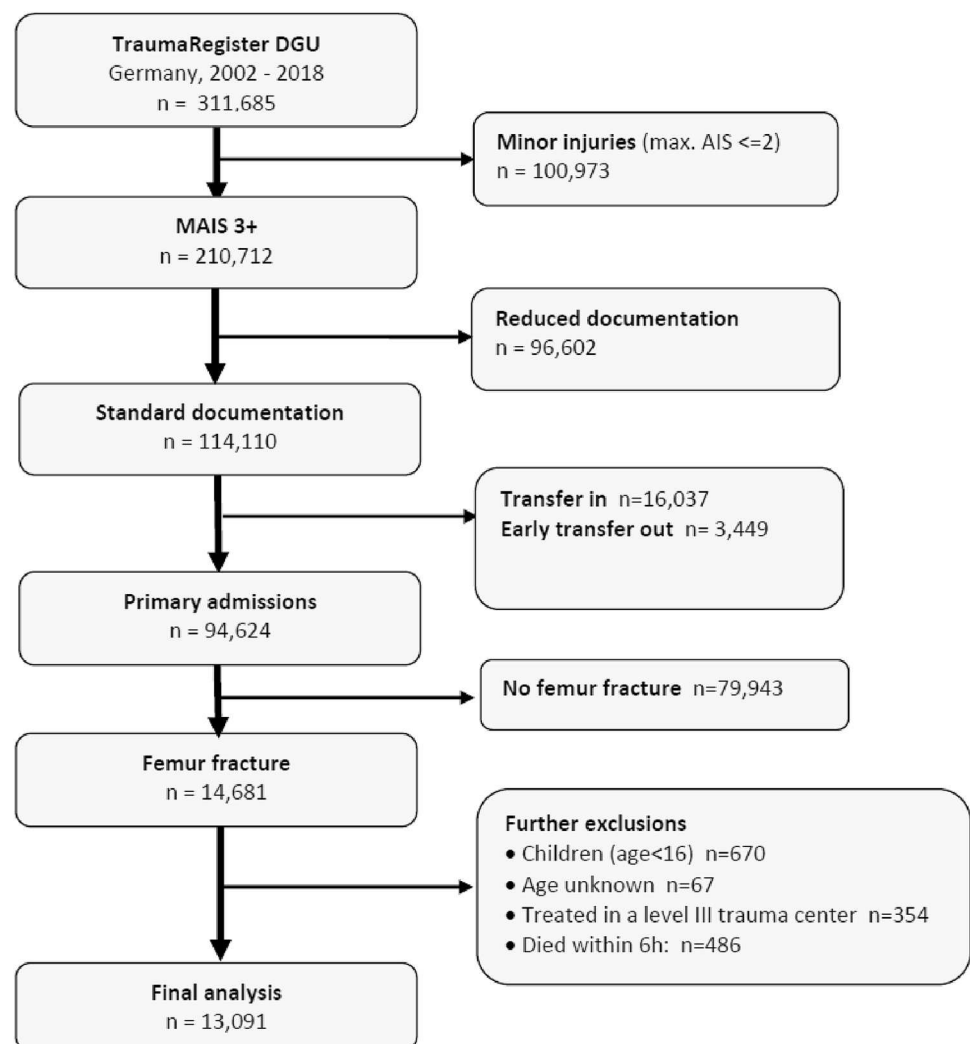 TraumaRegister DGU
Germany, 2002 - 2018
n = 311,685
Minor injuries (max. AIS <=2)
n = 100,973
MAIS 3+
n = 210,712
Reduced documentation
n = 96,602
Standard documentation
n = 114,110
Transfer in n=16,037
Early transfer out n= 3,449
Primary admissions
n = 94,624
No femur fracture n=79,943
Femur fracture
n = 14,681
Further exclusions
• Children (age<16) n=670
• Age unknown n=67
• Treated in a level III trauma center n=354
• Died within 6h: n=486
Final analysis
n = 13,091